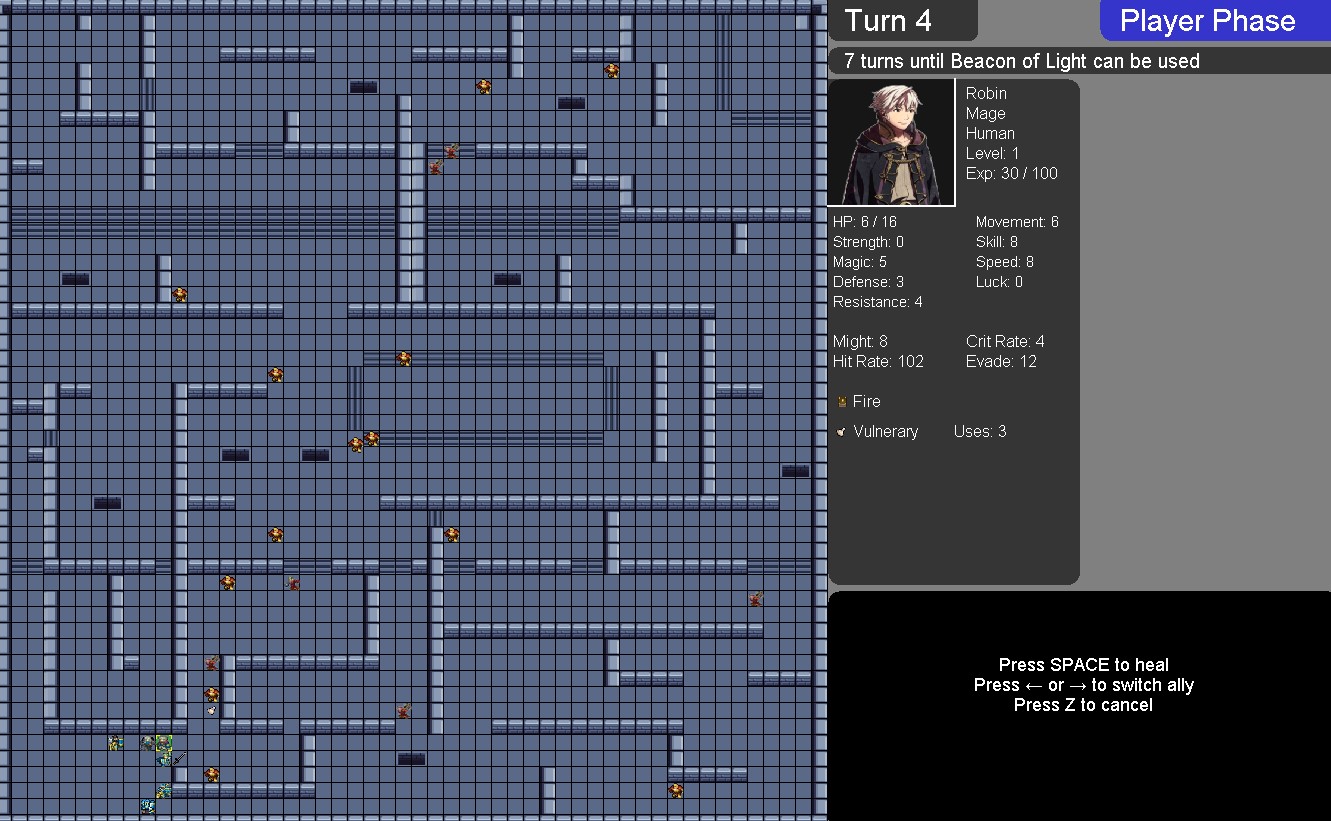 Turn 4
Player Phase
7 turns until Beacon of Light can be used
Robin
Mage
Human
Level: 1
Exp: 30 / 100
HP: 6 / 16 Movement: 6
Strength: 0 Skill: 8
Magic: 5 Speed: 8
Defense: 3 Luck: 0
Resistance: 4
Might: 8 Crit Rate: 4
Hit Rate: 102 Evade: 12
Fire
Vulnerary Uses: 3
Press SPACE to heal
Press ← or → to switch ally
Press Z to cancel